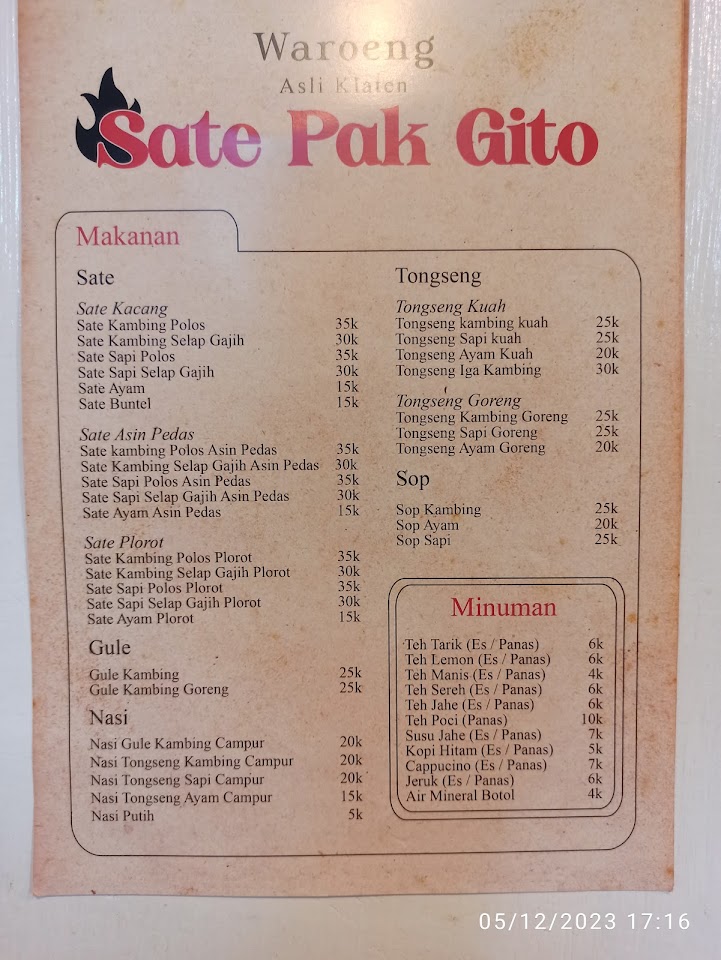 Waroeng
Asli Klaten
Sate Pak Gito
Makanan
Sate
Sate Kacang
Sate Kambing Polos 35k
Sate Kambing Selap Gajih 30k
Sate Sapi Polos 35k
Sate Sapi Selap Gajih 30k
Sate Ayam 15k
Sate Buntel 15k
Sate Asin Pedas
Sate kambing Polos Asin Pedas 35k
Sate Kambing Selap Gajih Asin Pedas 30k
Sate Sapi Polos Asin Pedas 35k
Sate Sapi Selap Gajih Asin Pedas 30k
Sate Ayam Asin Pedas 15k
Sate Plorot
Sate Kambing Polos Plorot 35k
Sate Kambing Selap Gajih Plorot 30k
Sate Sapi Polos Plorot 35k
Sate Sapi Selap Gajih Plorot 30k
Sate Ayam Plorot 15k
Gule
Gule Kambing 25k
Gule Kambing Goreng 25k
Nasi
Nasi Gule Kambing Campur 20k
Nasi Tongseng Kambing Campur 20k
Nasi Tongseng Sapi Campur 20k
Nasi Tongseng Ayam Campur 15k
Nasi Putih 5k
Tongseng
Tongseng Kuah
Tongseng kambing kuah 25k
Tongseng Sapi kuah 25k
Tongseng Ayam Kuah 20k
Tongseng Iga Kambing 30k
Tongseng Goreng
Tongseng Kambing Goreng 25k
Tongseng Sapi Goreng 25k
Tongseng Ayam Goreng 20k
Sop
Sop Kambing 25k
Sop Ayam 20k
Sop Sapi 25k
Minuman
Teh Tarik (Es / Panas) 6k
Teh Lemon (Es / Panas) 6k
Teh Manis (Es / Panas) 4k
Teh Sereh (Es / Panas) 6k
Teh Jahe (Es / Panas) 6k
Teh Poci (Panas) 10k
Susu Jahe (Es / Panas) 7k
Kopi Hitam (Es / Panas) 5k
Cappucino (Es / Panas) 7k
Jeruk (Es / Panas) 6k
Air Mineral Botol 4k
05/12/2023 17:16